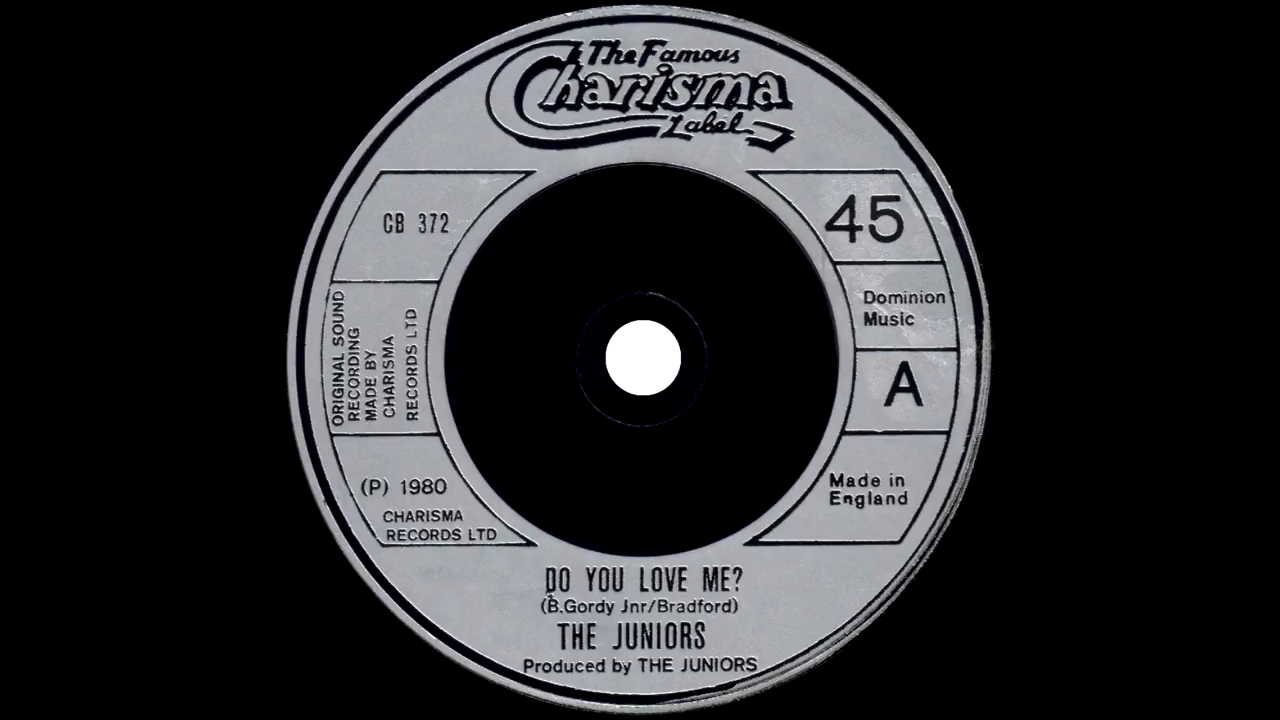 The Famous
Charisma
Label
CB 372
45
Dominion
Music
ORIGINAL SOUND
RECORDING
MADE BY
CHARISMA
RECORDS LTD
A
(P) 1980
CHARISMA
RECORDS LTD
Made in
England
DO YOU LOVE ME?
(B.Gordy Jnr/Bradford)
THE JUNIORS
Produced by THE JUNIORS